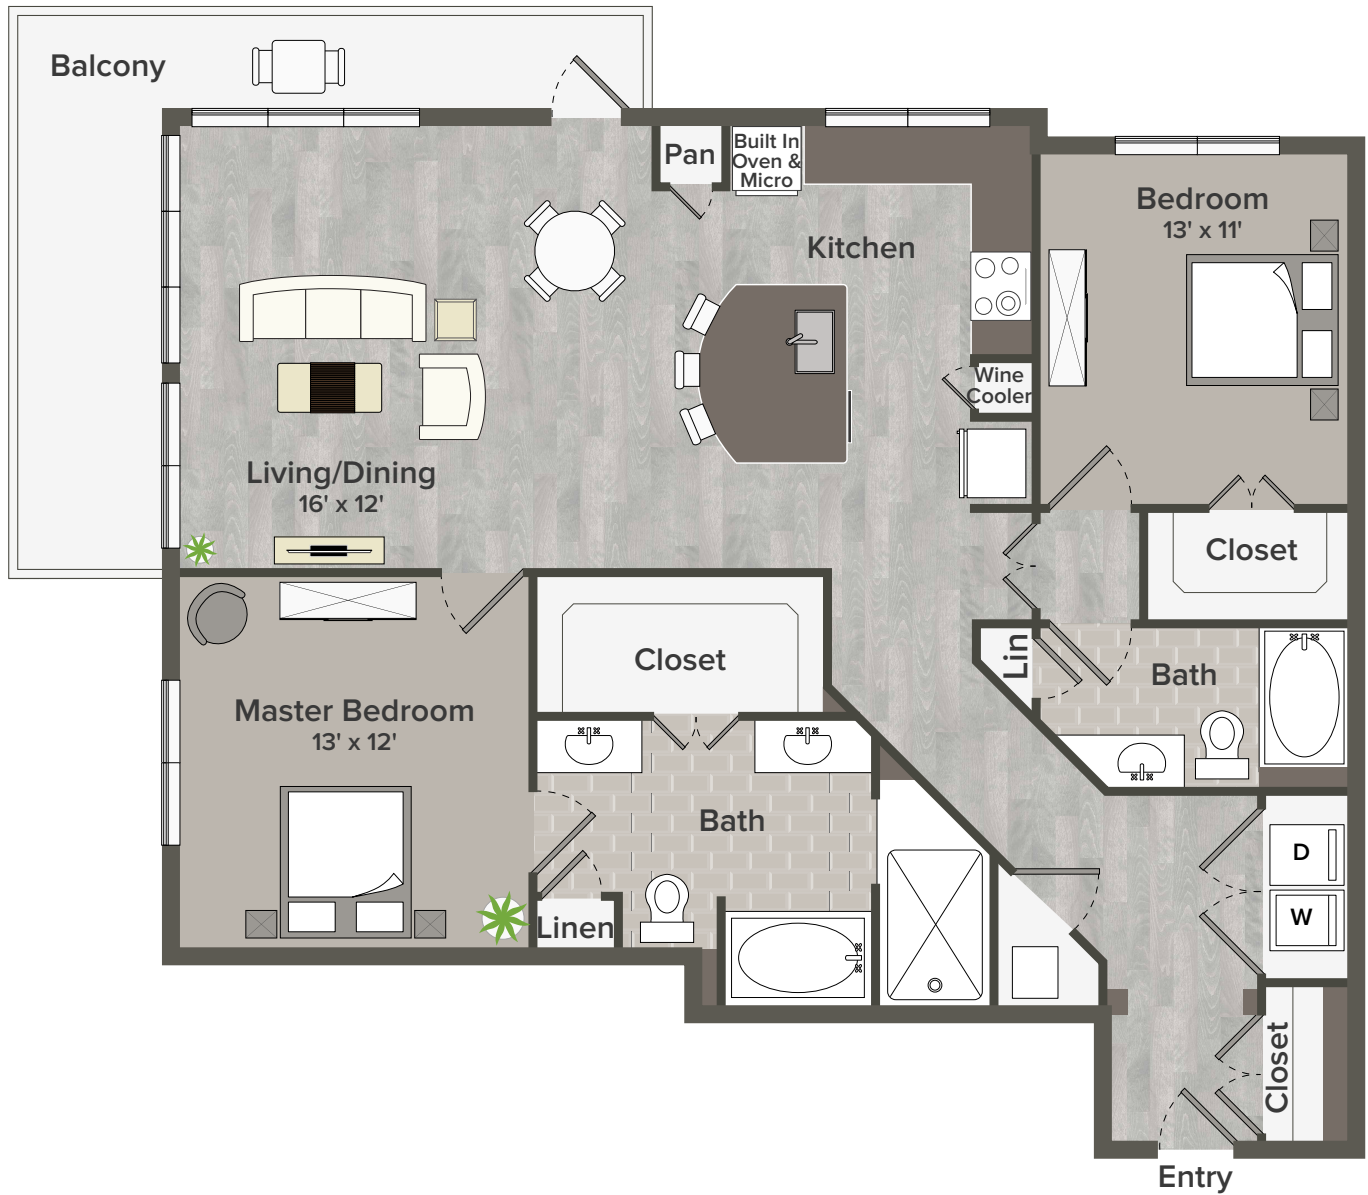 Balcony
Pan
Built In
Oven &
Micro
Bedroom
13' x 11'
Kitchen
Wine
Cooler
Living/Dining
16' x 12'
Closet
Closet
Lin
Bath
Master Bedroom
13' x 12'
Bath
D
W
Linen
Closet
Entry